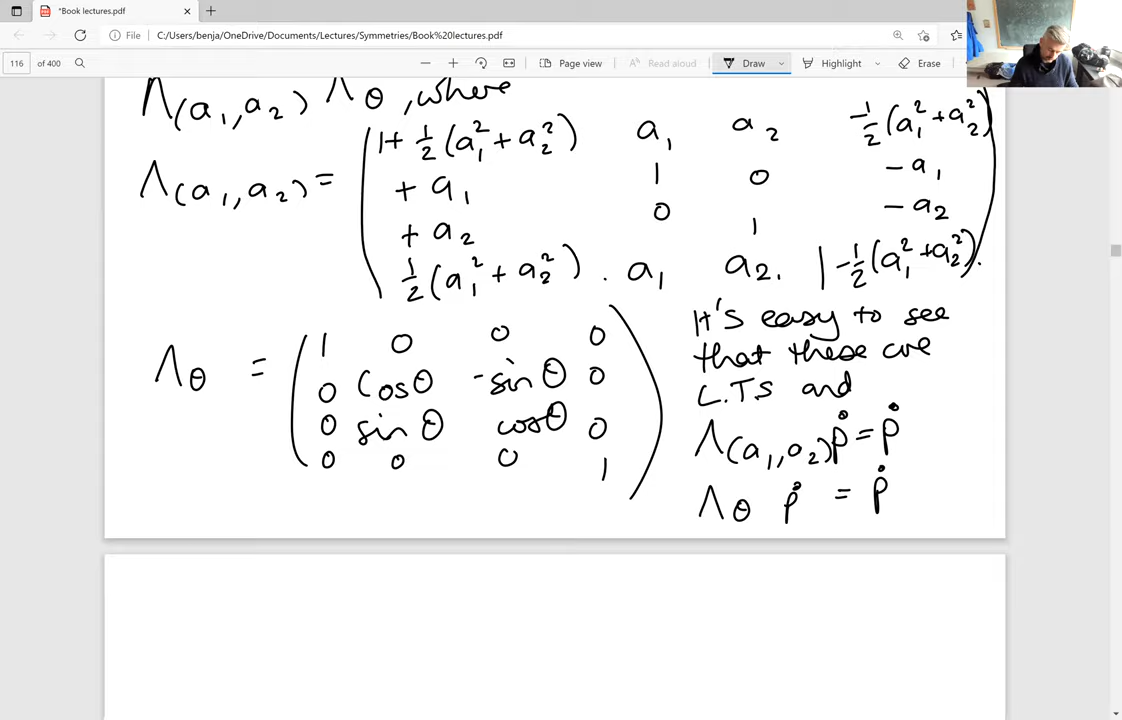 *Book lectures.pdf
File C:/Users/benja/OneDrive/Documents/Lectures/Symmetries/Book%20lectures.pdf
116 of 400 Page view Read aloud Draw Highlight Erase
Λ(a₁,a₂) Λθ, where
Λ(a₁,a₂) =
1+ ½(a₁²+a₂²) a₁ a₂ -½(a₁²+a₂²)
+ a₁ 1 0 - a₁
+ a₂ 0 1 - a₂
½(a₁²+a₂²). a₁ a₂. 1-½(a₁²+a₂²).
Λθ =
1 0 0 0
0 cosθ -sinθ 0
0 sinθ cosθ 0
0 0 0 1
It's easy to see
that these are
L.TS and
Λ(a₁,a₂)p̊ = p̊
Λθ p̊ = p̊